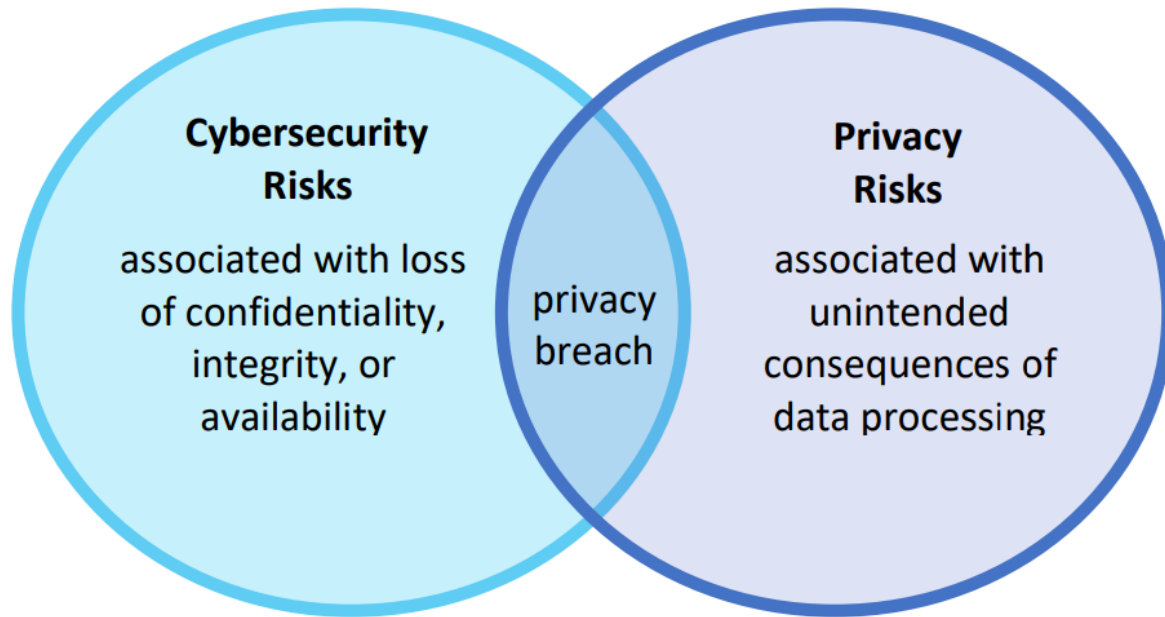 Cybersecurity
Risks
associated with loss
of confidentiality,
integrity, or
availability
privacy
breach
Privacy
Risks
associated with
unintended
consequences of
data processing